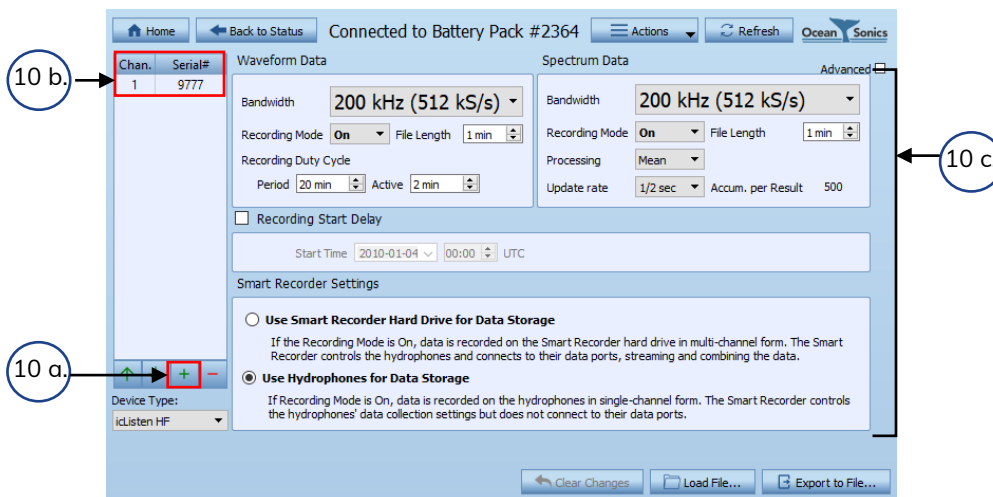 Home
Back to Status
Connected to Battery Pack #2364
Actions
Refresh
Ocean Sonics
Chan. Serial#
1 9777
10 b.
Waveform Data
Bandwidth 200 kHz (512 kS/s)
Recording Mode On File Length 1 min
Recording Duty Cycle
Period 20 min Active 2 min
Spectrum Data
Advanced
Bandwidth 200 kHz (512 kS/s)
Recording Mode On File Length 1 min
Processing Mean
Update rate 1/2 sec Accum. per Result 500
10 c
Recording Start Delay
Start Time 2010-01-04 00:00 UTC
Smart Recorder Settings
Use Smart Recorder Hard Drive for Data Storage
If the Recording Mode is On, data is recorded on the Smart Recorder hard drive in multi-channel form. The Smart
Recorder controls the hydrophones and connects to their data ports, streaming and combining the data.
Use Hydrophones for Data Storage
If Recording Mode is On, data is recorded on the hydrophones in single-channel form. The Smart Recorder controls
the hydrophones' data collection settings but does not connect to their data ports.
10 a.
Device Type:
icListen HF
Clear Changes
Load File...
Export to File...